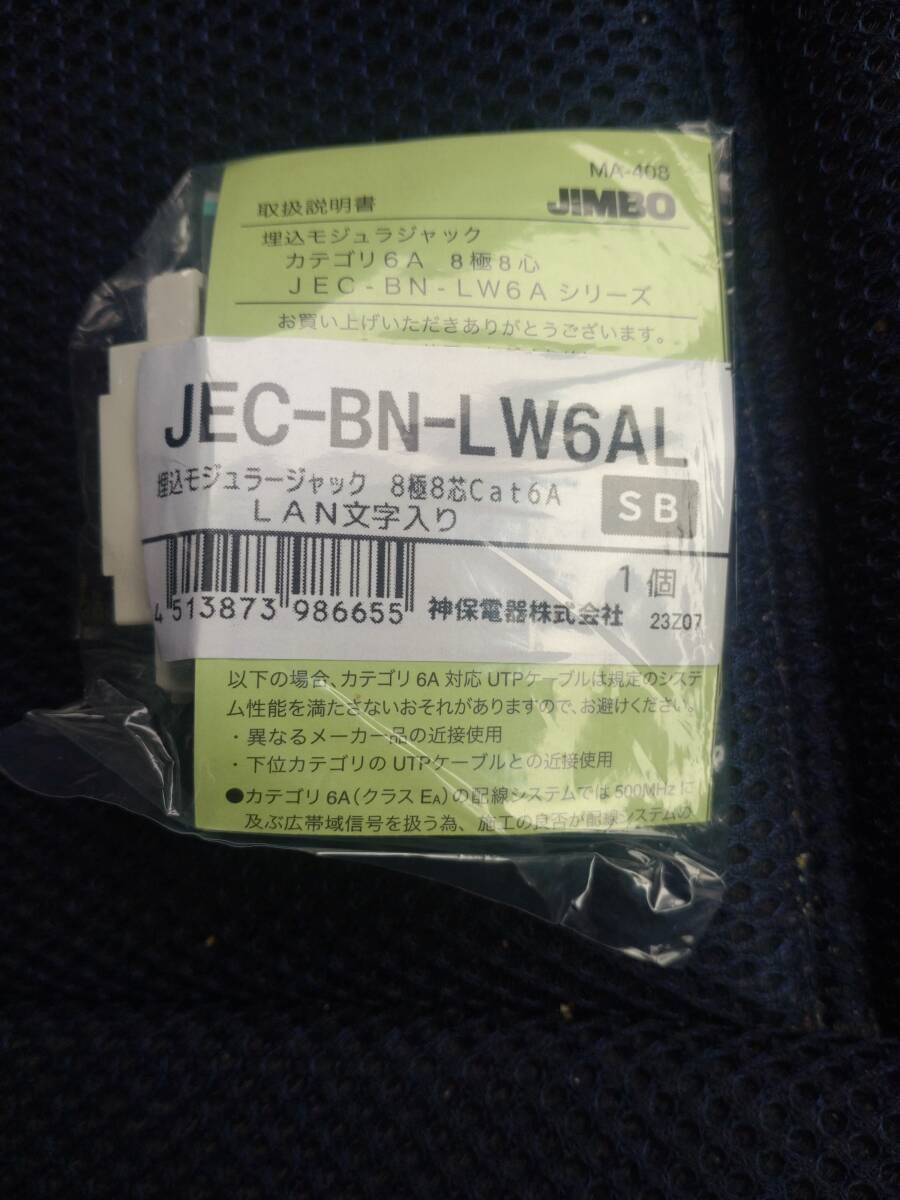 MA-408
取扱説明書 JIMBO
埋込モジュラジャック
カテゴリ6A 8極8心
JEC-BN-LW6Aシリーズ
お買い上げいただきありがとうございます。
JEC-BN-LW6AL
埋込モジュラージャック 8極8芯Cat6A
LAN文字入り
SB
1個
4 513873 986655
神保電器株式会社 23Z07
以下の場合、カテゴリ6A対応UTPケーブルは規定のシステ
ム性能を満たさないおそれがありますので、お避けください。
・異なるメーカー品の近接使用
・下位カテゴリのUTPケーブルとの近接使用
●カテゴリ6A(クラスEA)の配線システムでは500MHzに
及ぶ広帯域信号を扱う為、施工の良否が配線システムの